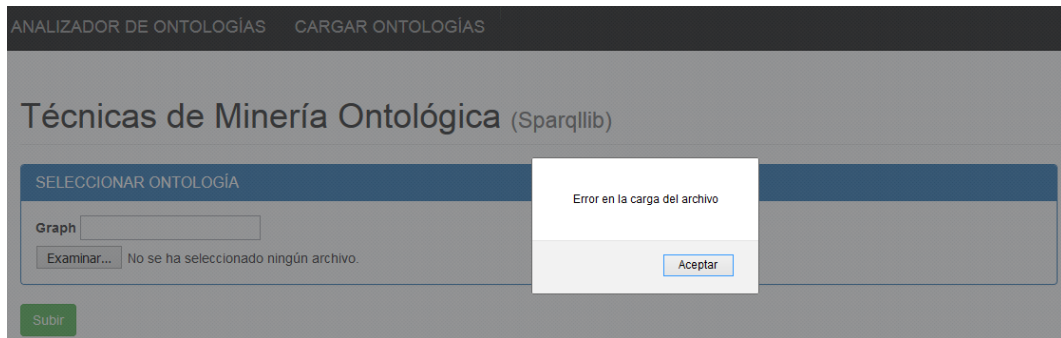 ANALIZADOR DE ONTOLOGÍAS CARGAR ONTOLOGÍAS
Técnicas de Minería Ontológica (Sparqllib)
SELECCIONAR ONTOLOGÍA
Error en la carga del archivo
Graph
Examinar... No se ha seleccionado ningún archivo.
Aceptar
Subir